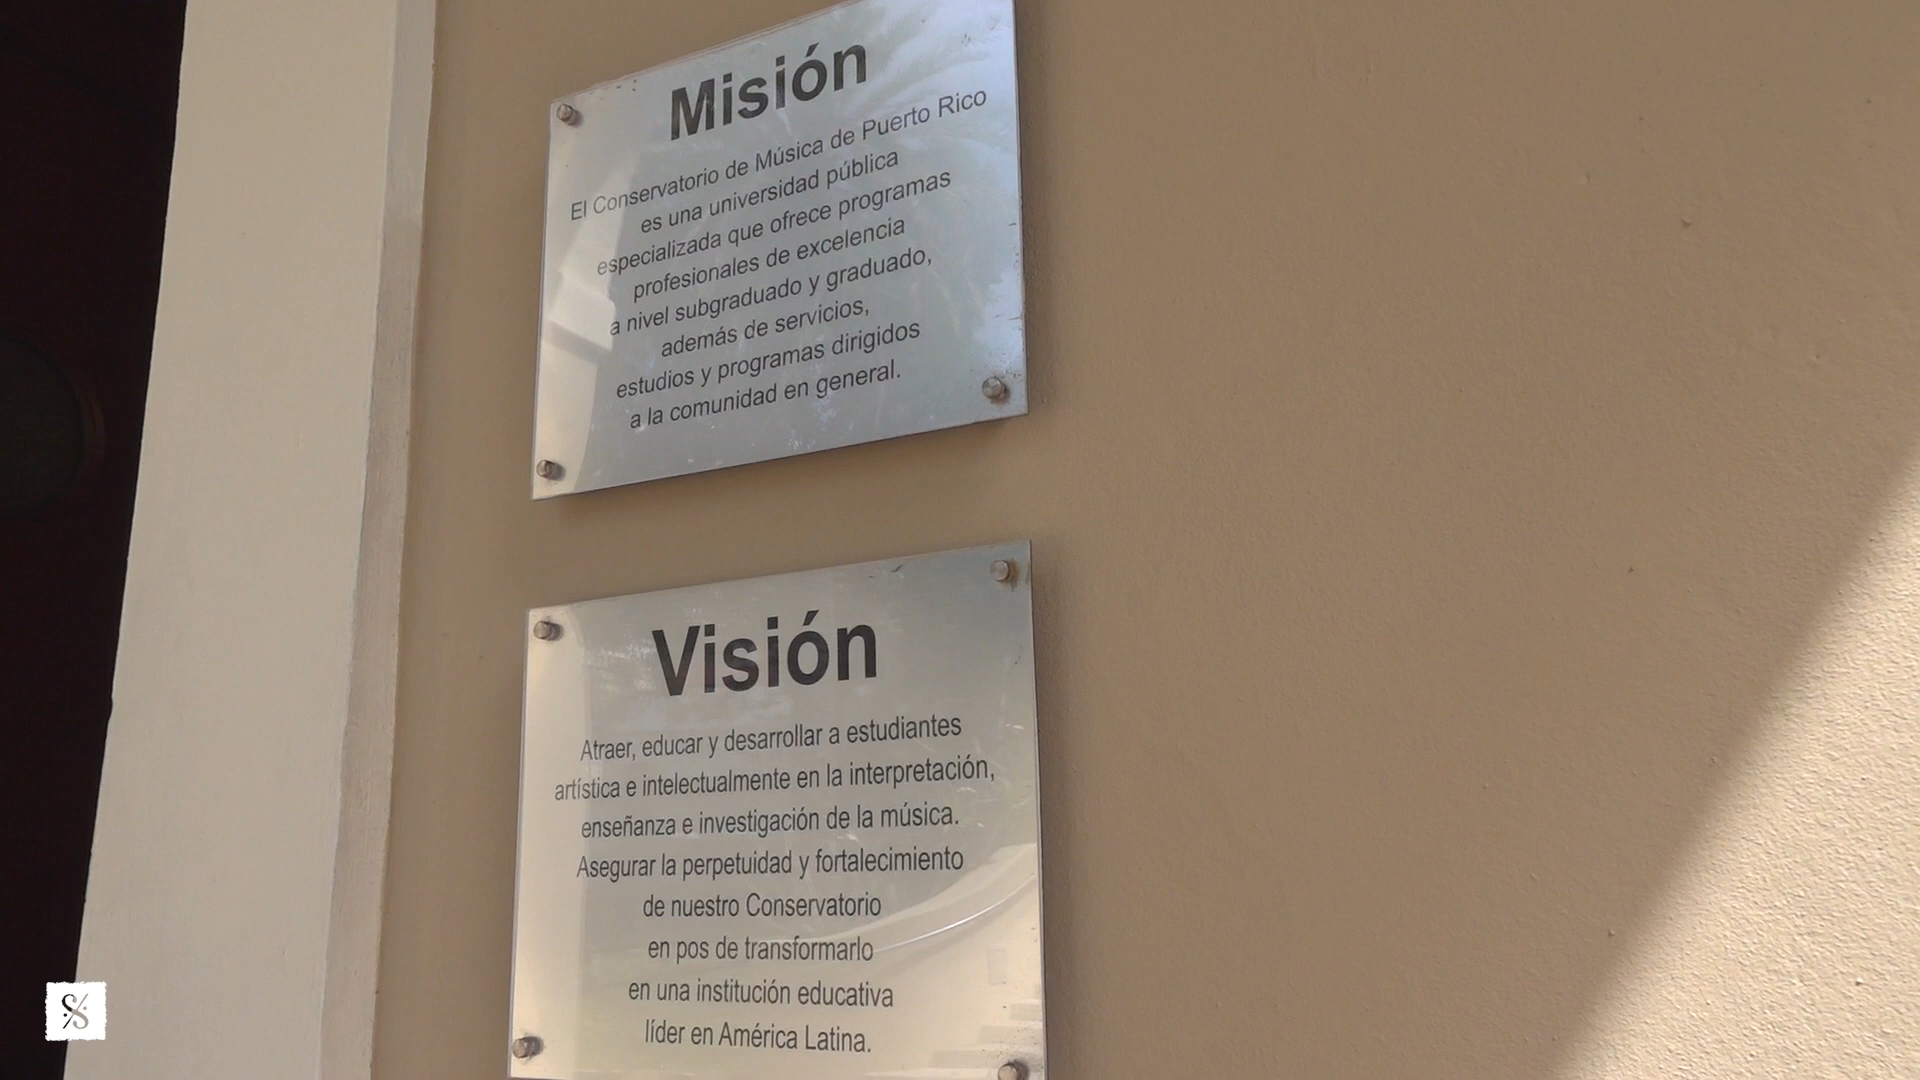 Misión
El Conservatorio de Música de Puerto Rico
es una universidad pública
especializada que ofrece programas
profesionales de excelencia
a nivel subgraduado y graduado,
además de servicios,
estudios y programas dirigidos
a la comunidad en general.
Visión
Atraer, educar y desarrollar a estudiantes
artística e intelectualmente en la interpretación,
enseñanza e investigación de la música.
Asegurar la perpetuidad y fortalecimiento
de nuestro Conservatorio
en pos de transformarlo
en una institución educativa
líder en América Latina.